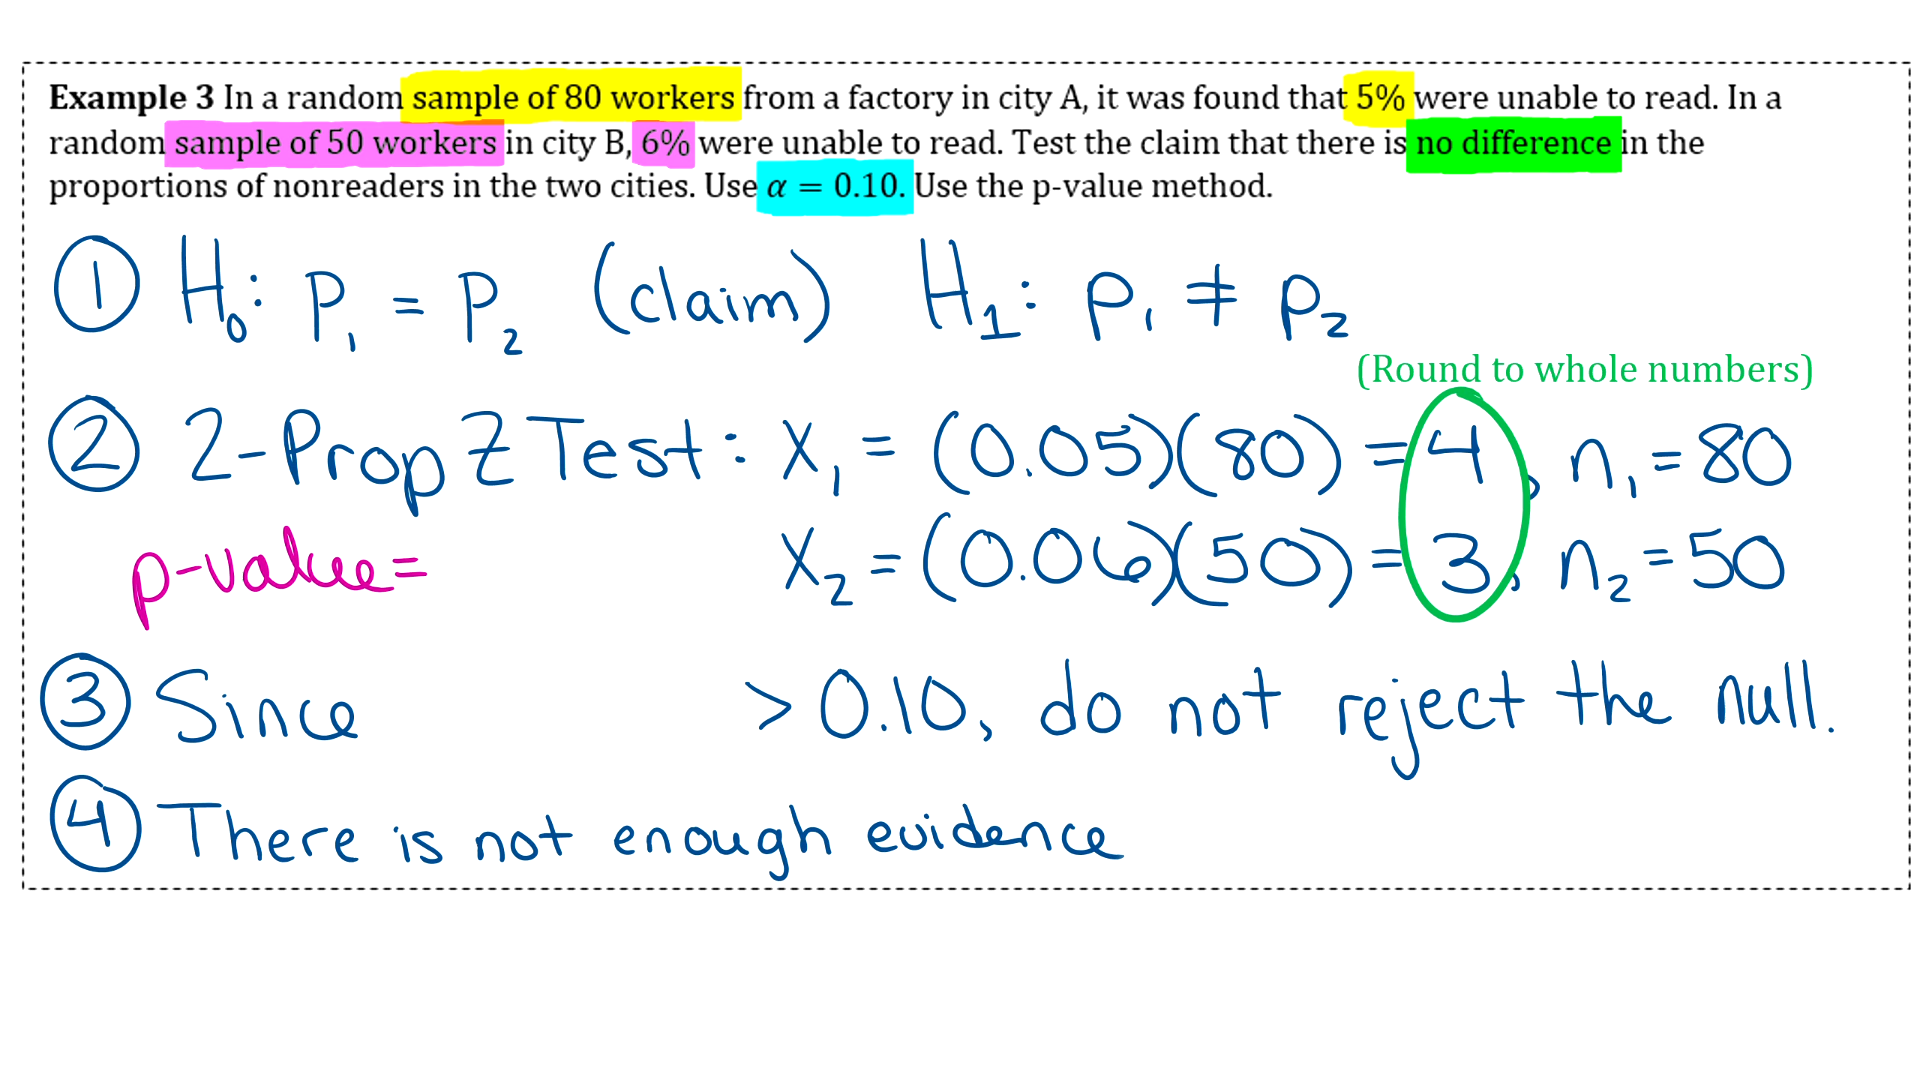 Example 3 In a random sample of 80 workers from a factory in city A, it was found that 5% were unable to read. In a
random sample of 50 workers in city B, 6% were unable to read. Test the claim that there is no difference in the
proportions of nonreaders in the two cities. Use α = 0.10. Use the p-value method.
① H₀: P₁ = P₂ (claim) H₁: P₁ ≠ P₂
(Round to whole numbers)
② 2-Prop Z Test: X₁ = (0.05)(80) = 4, n₁ = 80
p-value= X₂ = (0.06)(50) = 3, n₂ = 50
③ Since > 0.10, do not reject the null.
④ There is not enough evidence